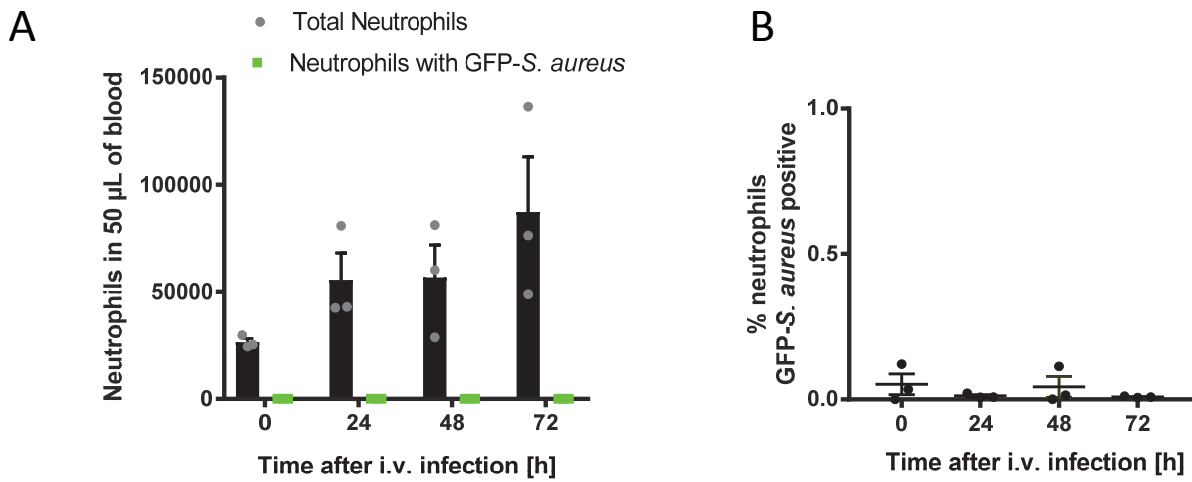 A
Total Neutrophils
Neutrophils with GFP-S. aureus
Neutrophils in 50 µL of blood
150000
100000
50000
0
0
24
48
72
Time after i.v. infection [h]
B
% neutrophils
GFP-S. aureus positive
1.0
0.5
0.0
0
24
48
72
Time after i.v. infection [h]